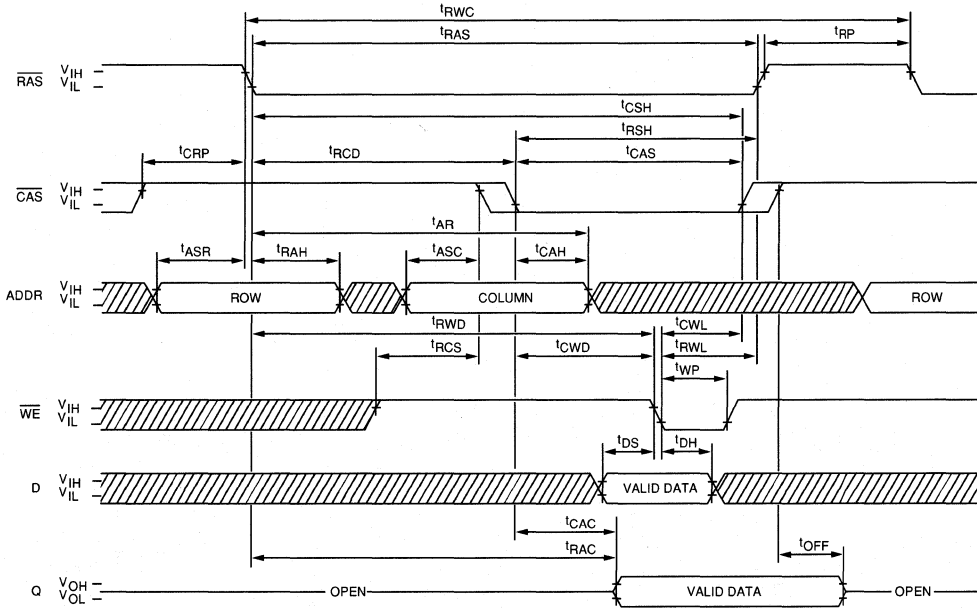 tRWC
tRAS
tRP
RAS VIH
VIL
tCSH
tRSH
tCRP
tRCD
tCAS
CAS VIH
VIL
tAR
tASR
tRAH
tASC
tCAH
ADDR VIH
VIL
ROW
COLUMN
ROW
tRWD
tCWL
tRCS
tCWD
tRWL
tWP
WE VIH
VIL
tDS
tDH
D VIH
VIL
VALID DATA
tCAC
tRAC
tOFF
Q VOH
VOL
OPEN
VALID DATA
OPEN